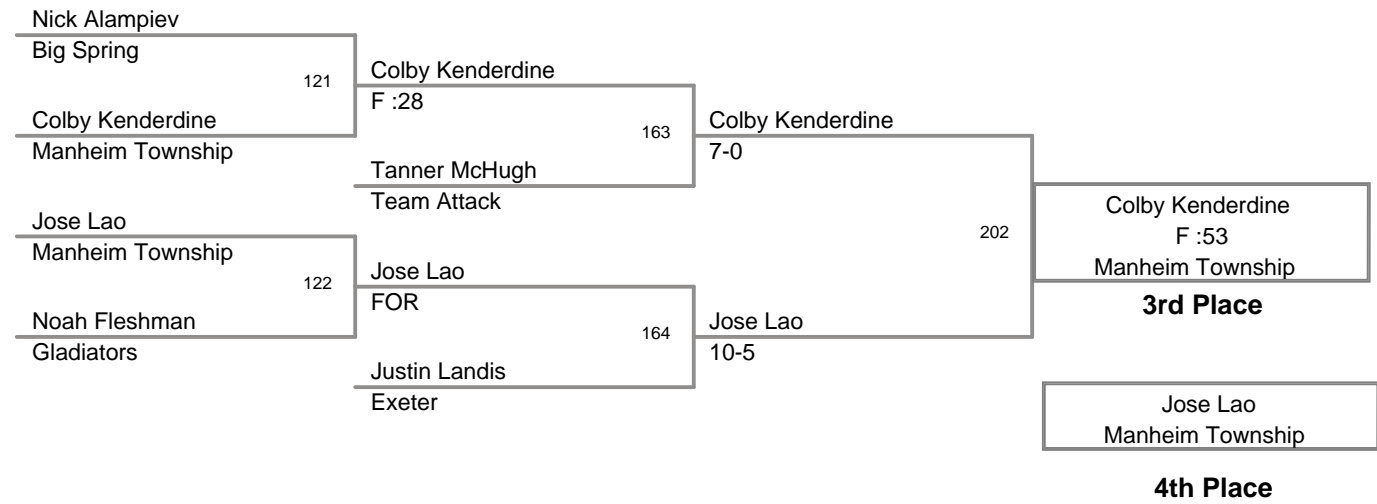 Nick Alampiev
Big Spring
121
Colby Kenderdine
F :28
Colby Kenderdine
Manheim Township
163
Colby Kenderdine
7-0
Tanner McHugh
Team Attack
Jose Lao
Manheim Township
122
Jose Lao
FOR
Noah Fleshman
Gladiators
164
Jose Lao
10-5
Justin Landis
Exeter
202
Colby Kenderdine
F :53
Manheim Township
3rd Place
Jose Lao
Manheim Township
4th Place